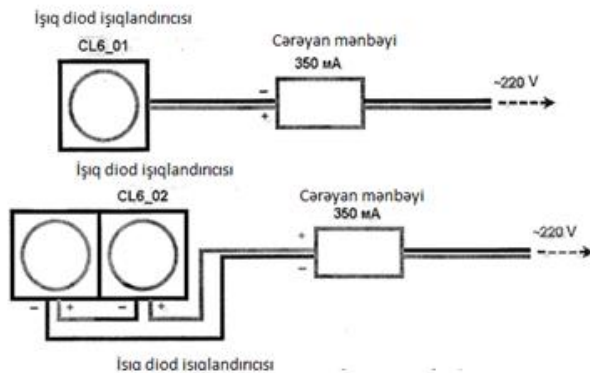 İşıq diod işıqlandırıcısı
CL6_01
Cərəyan mənbəyi
350 мА
~220 V
–
+
İşıq diod işıqlandırıcısı
CL6_02
Cərəyan mənbəyi
350 мА
~220 V
+
–
– + – +
İşıq diod işıqlandırıcısı